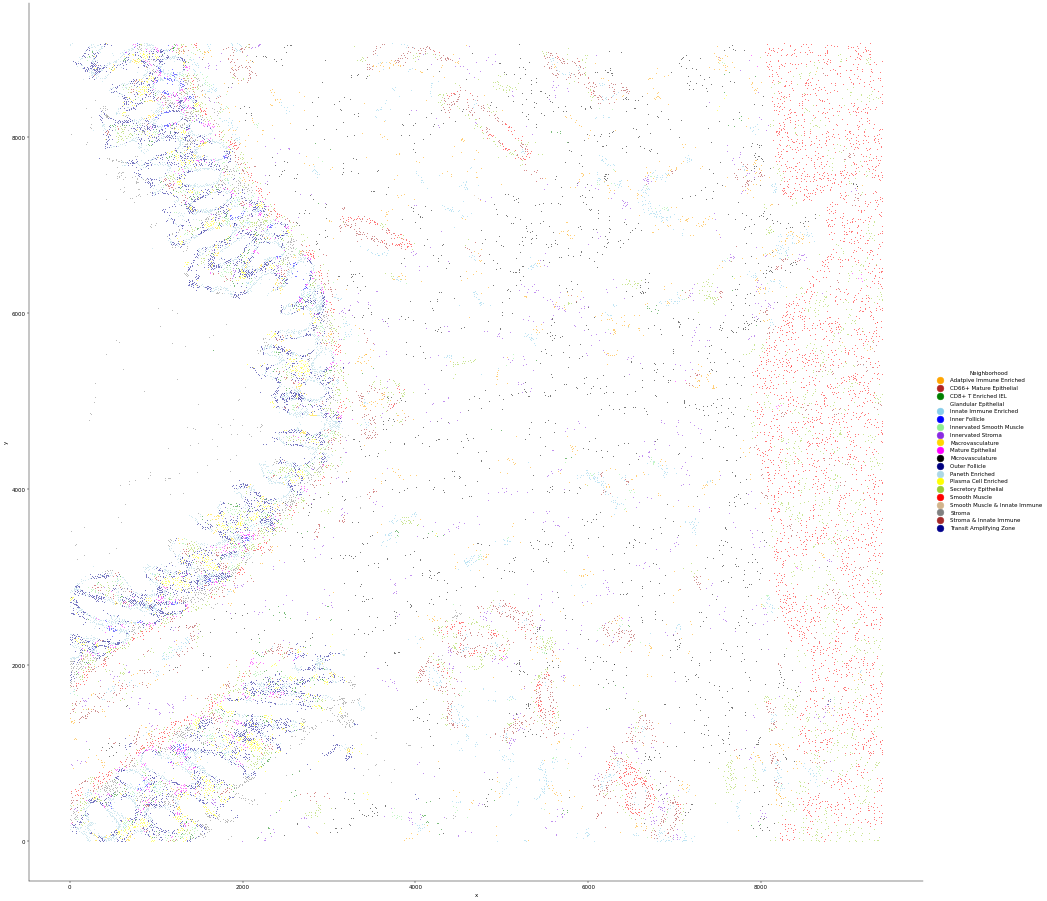 8000
6000
4000
2000
0
y
0
2000
4000
6000
8000
x
Neighborhood
Adatpive Immune Enriched
CD66+ Mature Epithelial
CD8+ T Enriched IEL
Glandular Epithelial
Innate Immune Enriched
Inner Follicle
Innervated Smooth Muscle
Innervated Stroma
Macrovasculature
Mature Epithelial
Microvasculature
Outer Follicle
Paneth Enriched
Plasma Cell Enriched
Secretory Epithelial
Smooth Muscle
Smooth Muscle & Innate Immune
Stroma
Stroma & Innate Immune
Transit Amplifying Zone